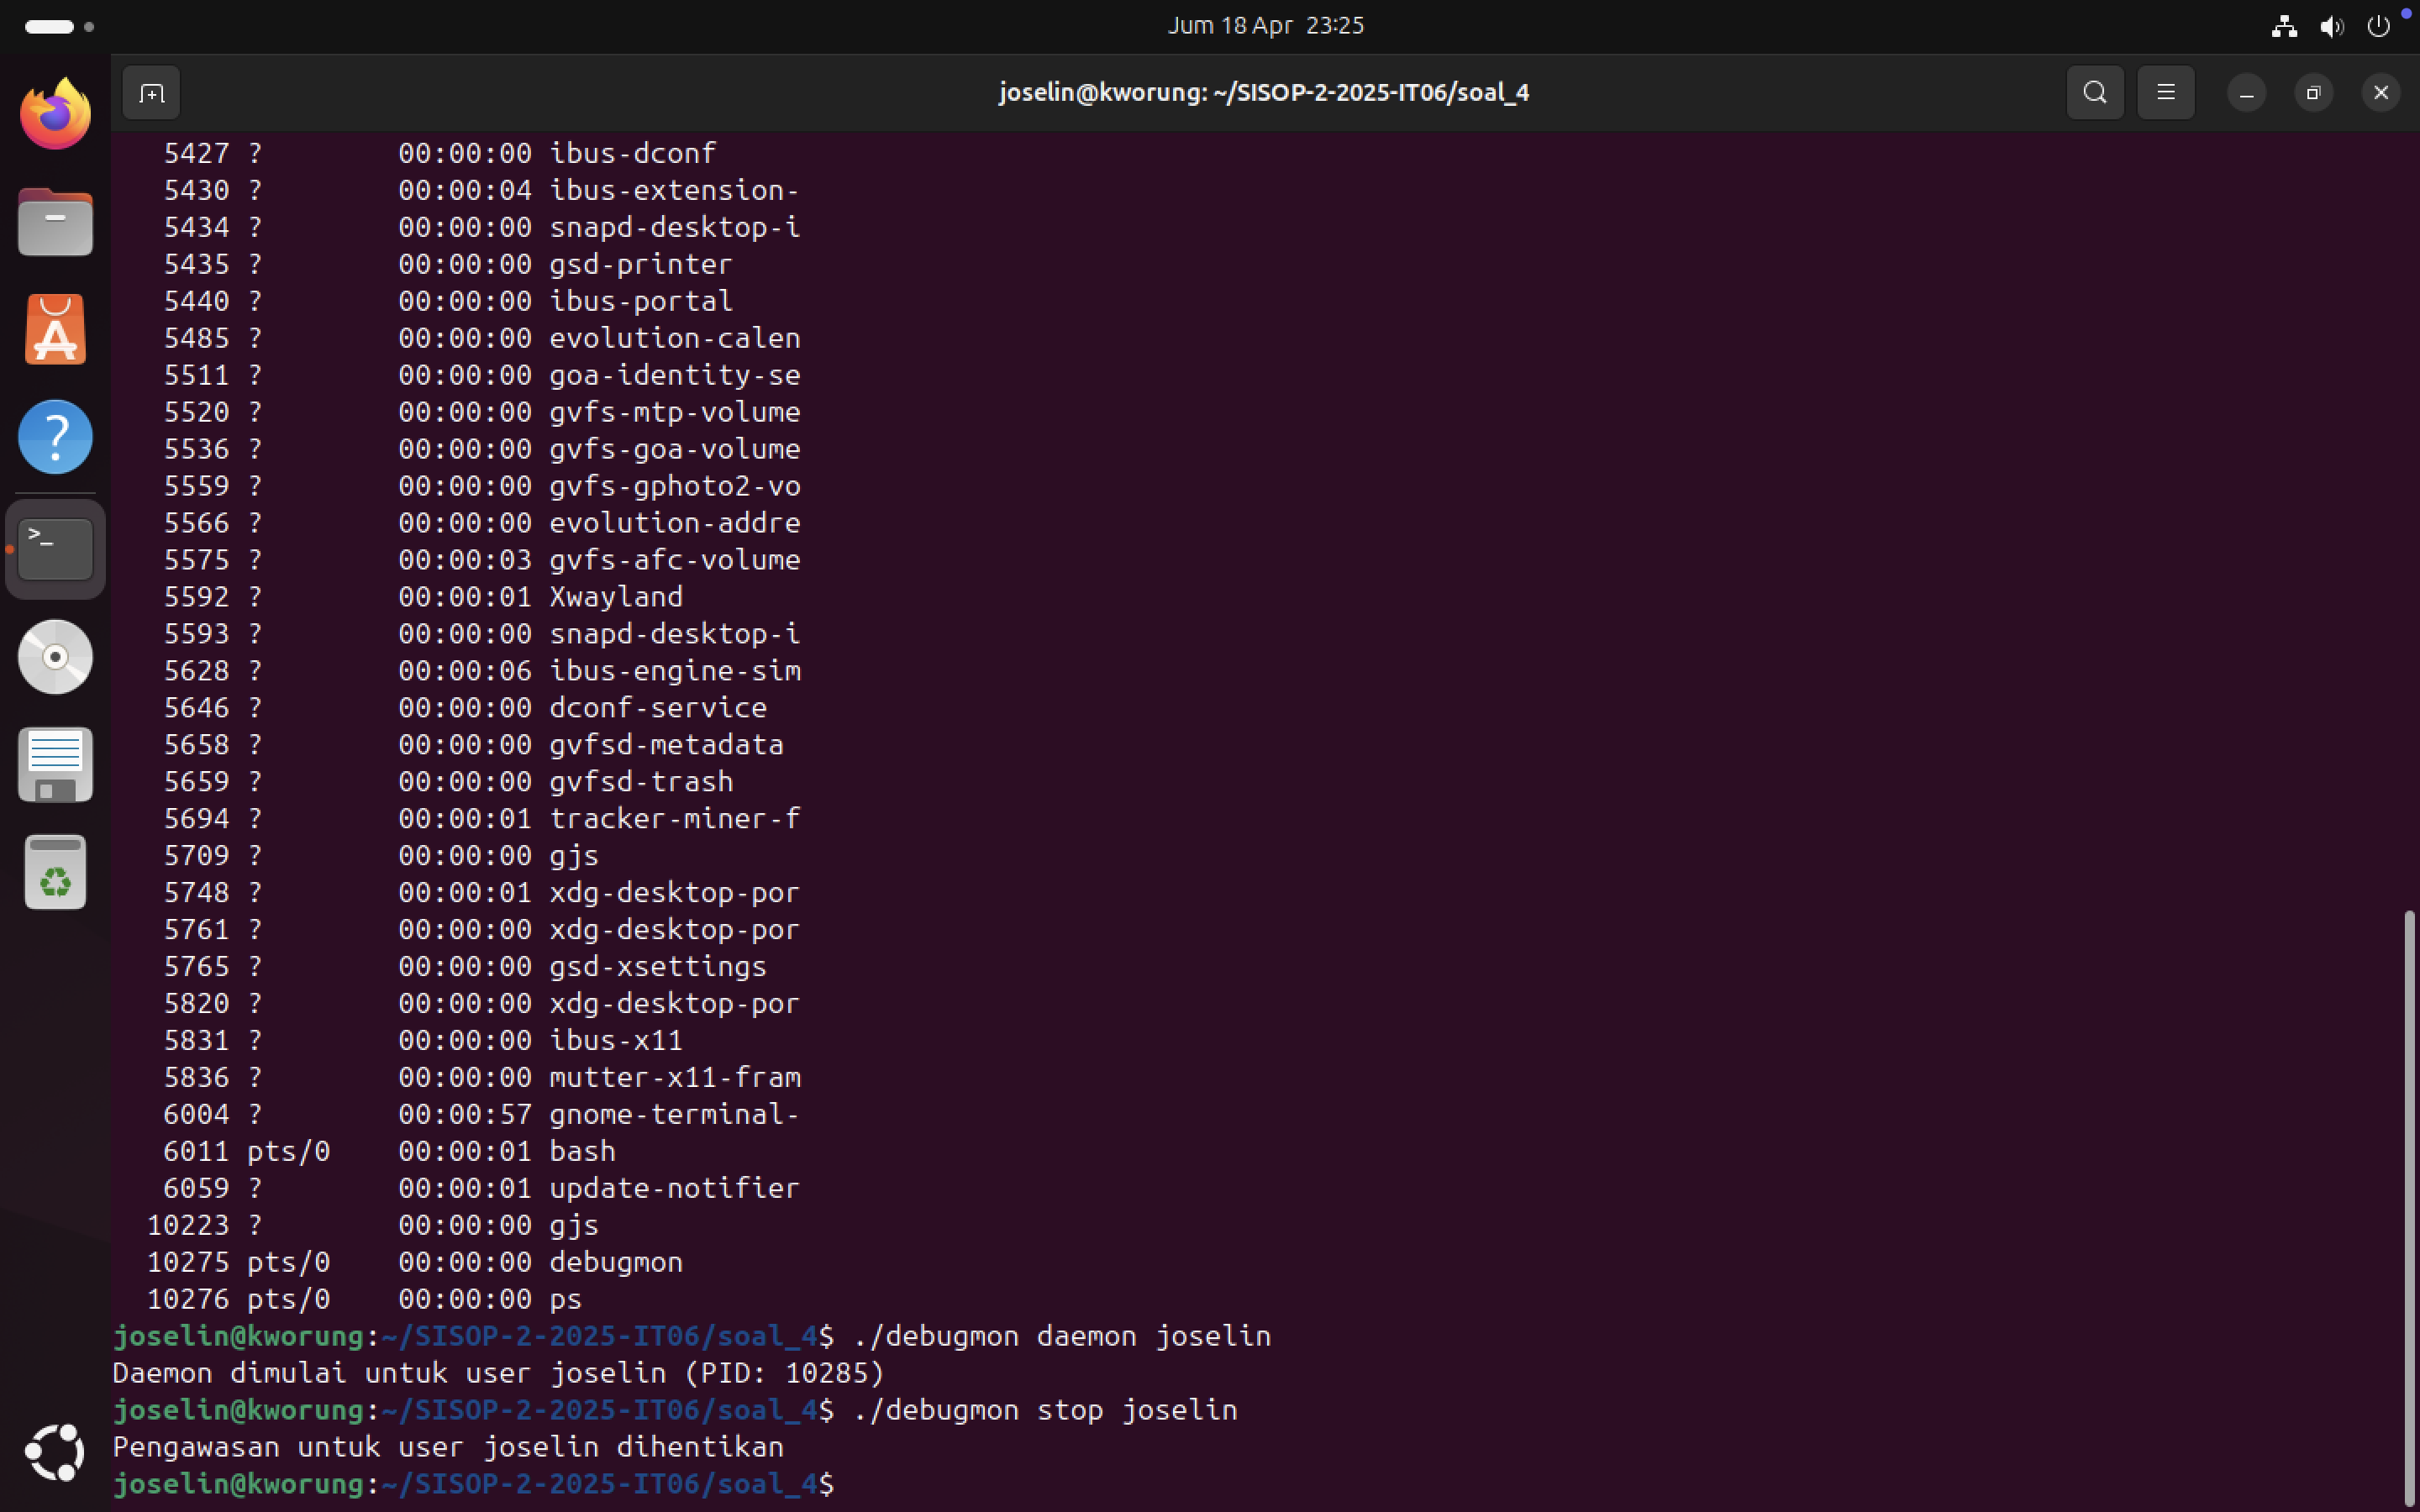 Jum 18 Apr 23:25
joselin@kworung: ~/SISOP-2-2025-IT06/soal_4
5427 ? 00:00:00 ibus-dconf
5430 ? 00:00:04 ibus-extension-
5434 ? 00:00:00 snapd-desktop-i
5435 ? 00:00:00 gsd-printer
5440 ? 00:00:00 ibus-portal
5485 ? 00:00:00 evolution-calen
5511 ? 00:00:00 goa-identity-se
5520 ? 00:00:00 gvfs-mtp-volume
5536 ? 00:00:00 gvfs-goa-volume
5559 ? 00:00:00 gvfs-gphoto2-vo
5566 ? 00:00:00 evolution-addre
5575 ? 00:00:03 gvfs-afc-volume
5592 ? 00:00:01 Xwayland
5593 ? 00:00:00 snapd-desktop-i
5628 ? 00:00:06 ibus-engine-sim
5646 ? 00:00:00 dconf-service
5658 ? 00:00:00 gvfsd-metadata
5659 ? 00:00:00 gvfsd-trash
5694 ? 00:00:01 tracker-miner-f
5709 ? 00:00:00 gjs
5748 ? 00:00:01 xdg-desktop-por
5761 ? 00:00:00 xdg-desktop-por
5765 ? 00:00:00 gsd-xsettings
5820 ? 00:00:00 xdg-desktop-por
5831 ? 00:00:00 ibus-x11
5836 ? 00:00:00 mutter-x11-fram
6004 ? 00:00:57 gnome-terminal-
6011 pts/0 00:00:01 bash
6059 ? 00:00:01 update-notifier
10223 ? 00:00:00 gjs
10275 pts/0 00:00:00 debugmon
10276 pts/0 00:00:00 ps
joselin@kworung:~/SISOP-2-2025-IT06/soal_4$ ./debugmon daemon joselin
Daemon dimulai untuk user joselin (PID: 10285)
joselin@kworung:~/SISOP-2-2025-IT06/soal_4$ ./debugmon stop joselin
Pengawasan untuk user joselin dihentikan
joselin@kworung:~/SISOP-2-2025-IT06/soal_4$